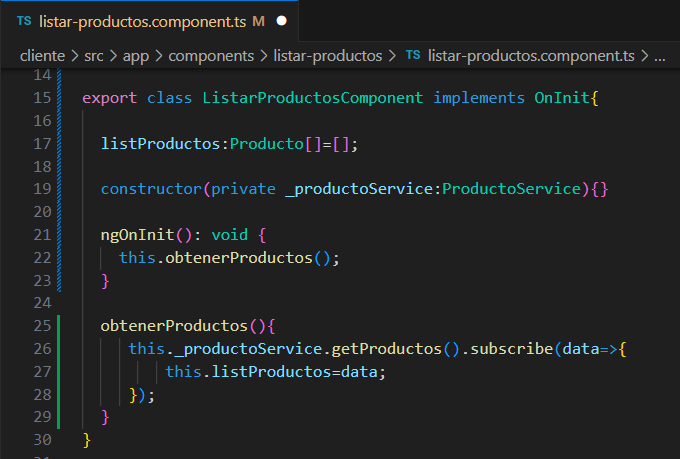 TS listar-productos.component.ts M
cliente > src > app > components > listar-productos > TS listar-productos.component.ts > ...
14
15 export class ListarProductosComponent implements OnInit{
16
17 listProductos:Producto[]=[];
18
19 constructor(private _productoService:ProductoService){}
20
21 ngOnInit(): void {
22 this.obtenerProductos();
23 }
24
25 obtenerProductos(){
26 this._productoService.getProductos().subscribe(data=>{
27 this.listProductos=data;
28 });
29 }
30 }
31